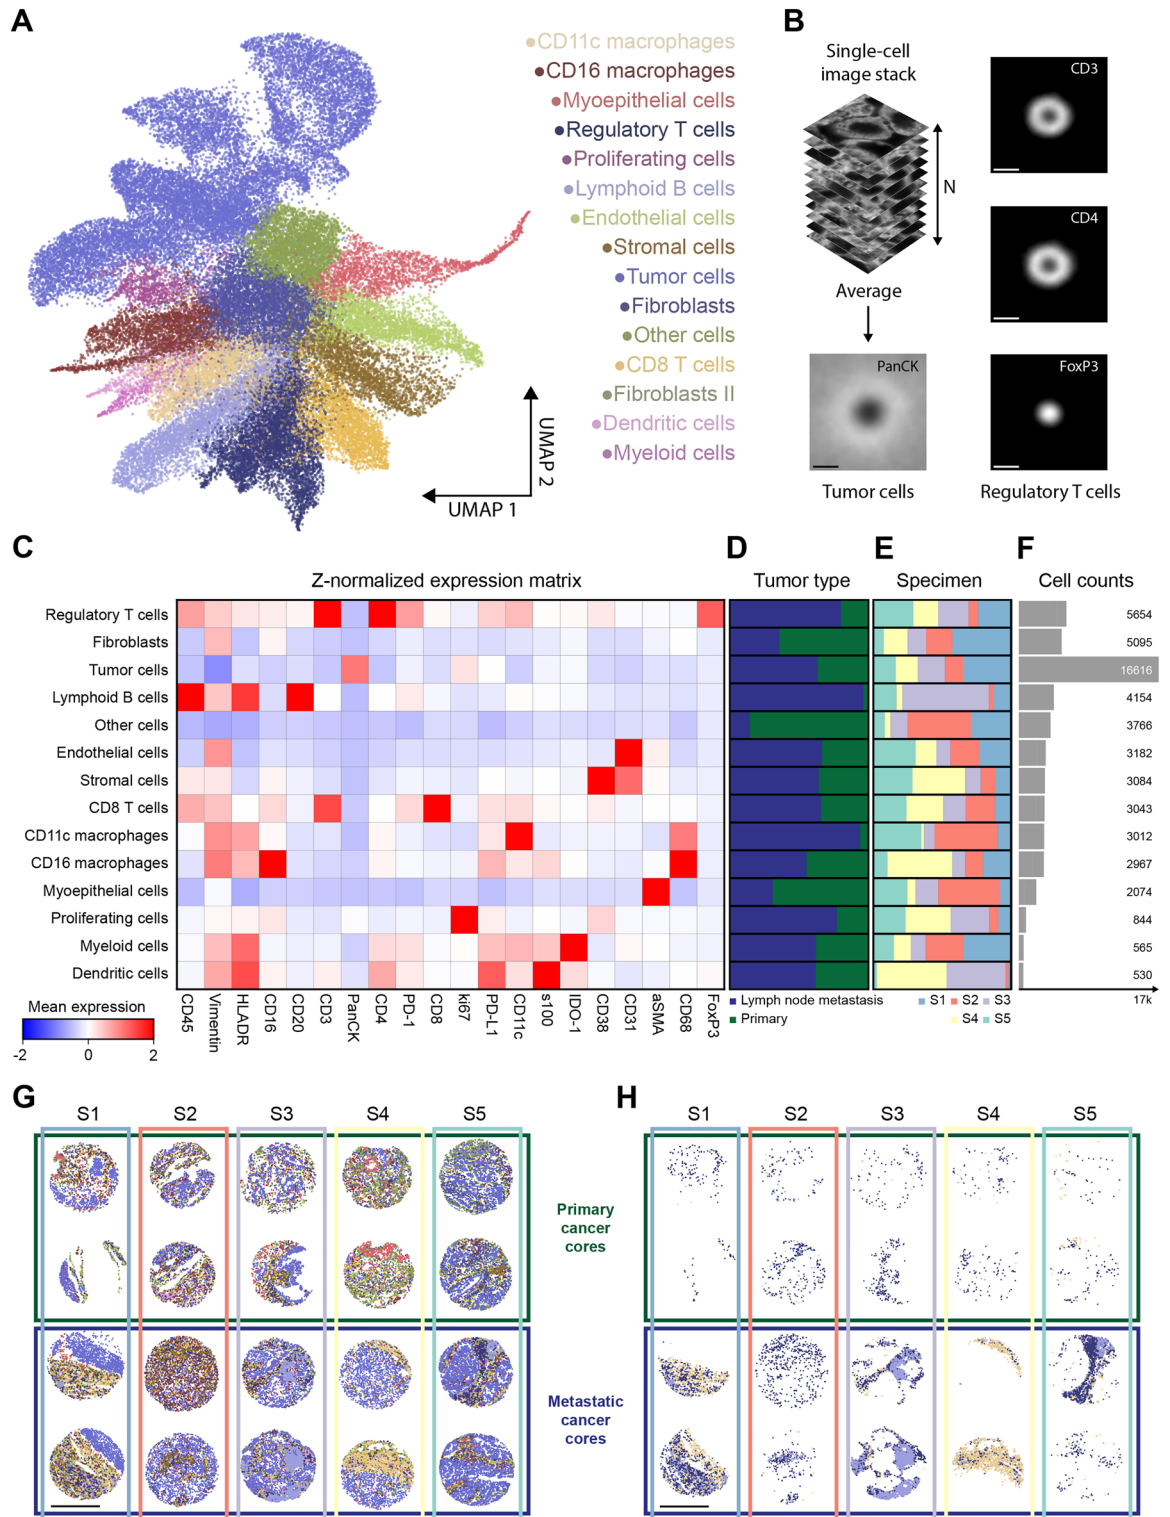 A
CD11c macrophages
CD16 macrophages
Myoepithelial cells
Regulatory T cells
Proliferating cells
Lymphoid B cells
Endothelial cells
Stromal cells
Tumor cells
Fibroblasts
Other cells
CD8 T cells
Fibroblasts II
Dendritic cells
Myeloid cells
UMAP 2
UMAP 1
B
Single-cell
image stack
N
Average
PanCK
Tumor cells
CD3
CD4
FoxP3
Regulatory T cells
C
Z-normalized expression matrix
Regulatory T cells
Fibroblasts
Tumor cells
Lymphoid B cells
Other cells
Endothelial cells
Stromal cells
CD8 T cells
CD11c macrophages
CD16 macrophages
Myoepithelial cells
Proliferating cells
Myeloid cells
Dendritic cells
CD45
Vimentin
HLADR
CD16
CD20
CD3
PanCK
CD4
PD-1
CD8
ki67
PD-L1
CD11c
s100
IDO-1
CD38
CD31
aSMA
CD68
FoxP3
Mean expression
-2 0 2
D
Tumor type
Lymph node metastasis
Primary
E
Specimen
S1 S2 S3
S4 S5
F
Cell counts
5654
5095
16616
4154
3766
3182
3084
3043
3012
2967
2074
844
565
530
17k
G
S1 S2 S3 S4 S5
Primary
cancer
cores
Metastatic
cancer
cores
H
S1 S2 S3 S4 S5